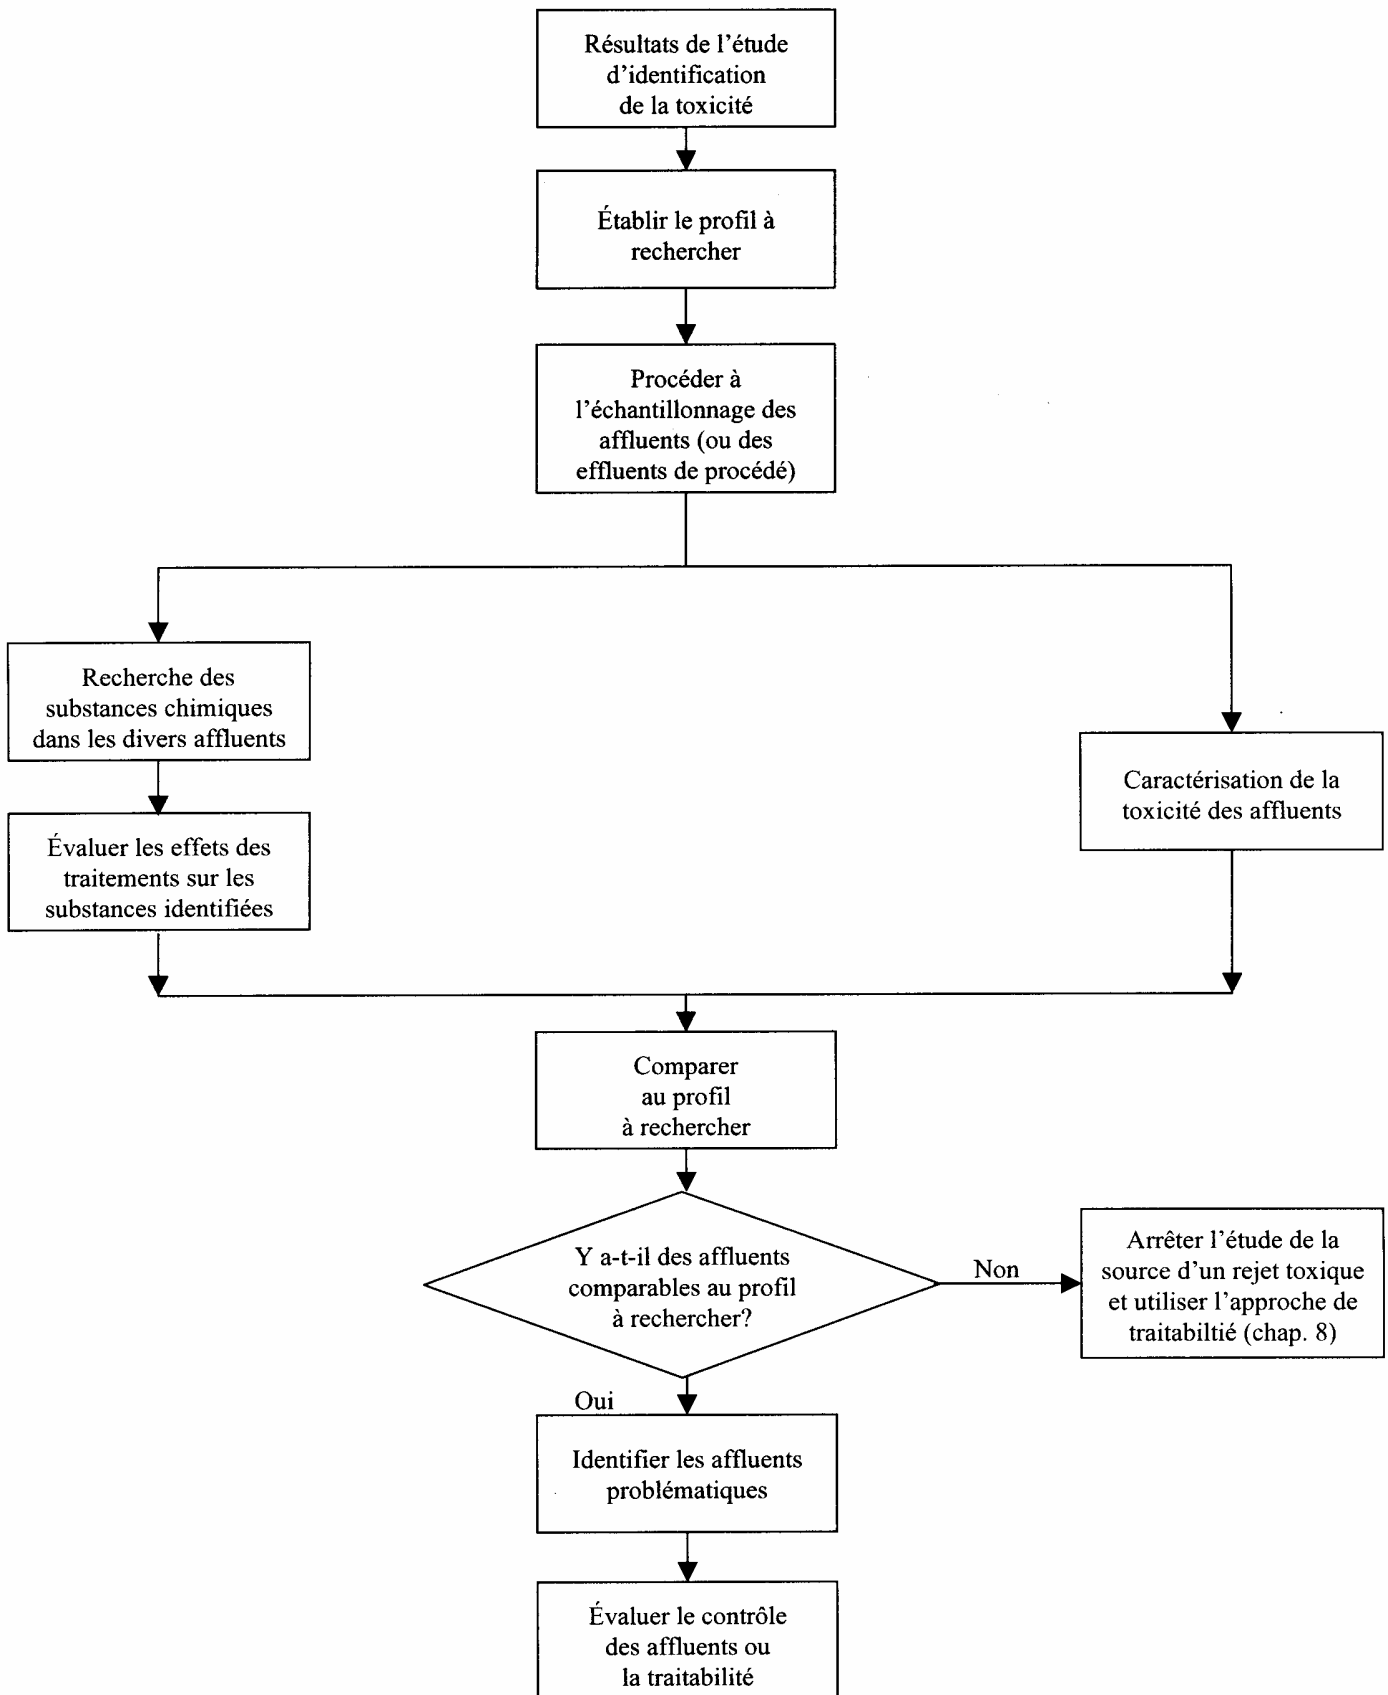 Résultats de l'étude
d'identification
de la toxicité
Établir le profil à
rechercher
Procéder à
l'échantillonnage des
affluents (ou des
effluents de procédé)
Recherche des
substances chimiques
dans les divers affluents
Évaluer les effets des
traitements sur les
substances identifiées
Caractérisation de la
toxicité des affluents
Comparer
au profil
à rechercher
Y a-t-il des affluents
comparables au profil
à rechercher?
Non
Arrêter l'étude de la
source d'un rejet toxique
et utiliser l'approche de
traitabiltié (chap. 8)
Oui
Identifier les affluents
problématiques
Évaluer le contrôle
des affluents ou
la traitabilité